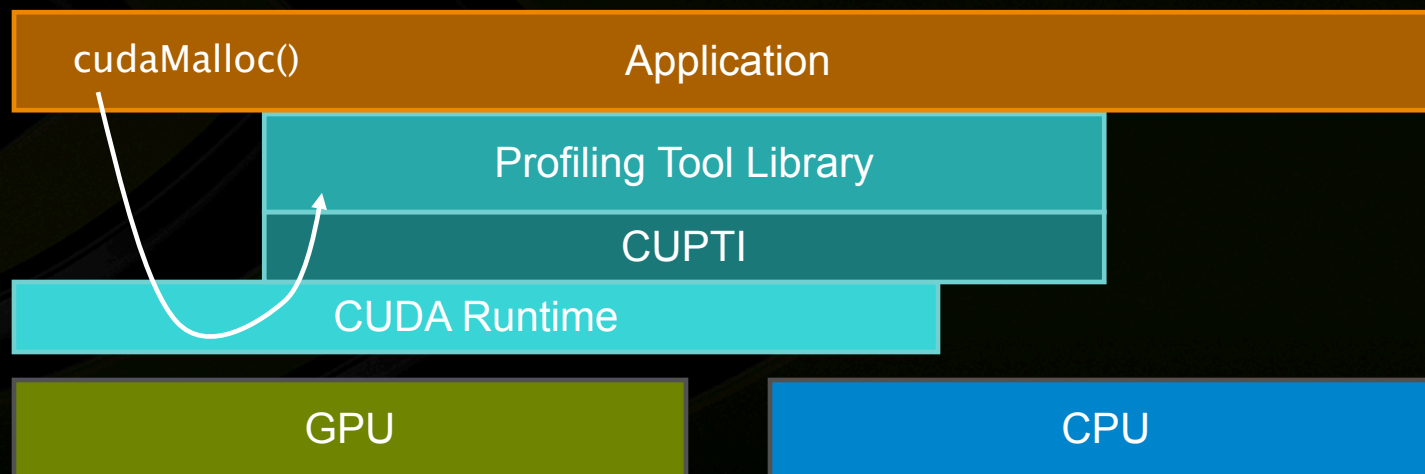 cudaMalloc() Application
Profiling Tool Library
CUPTI
CUDA Runtime
GPU CPU